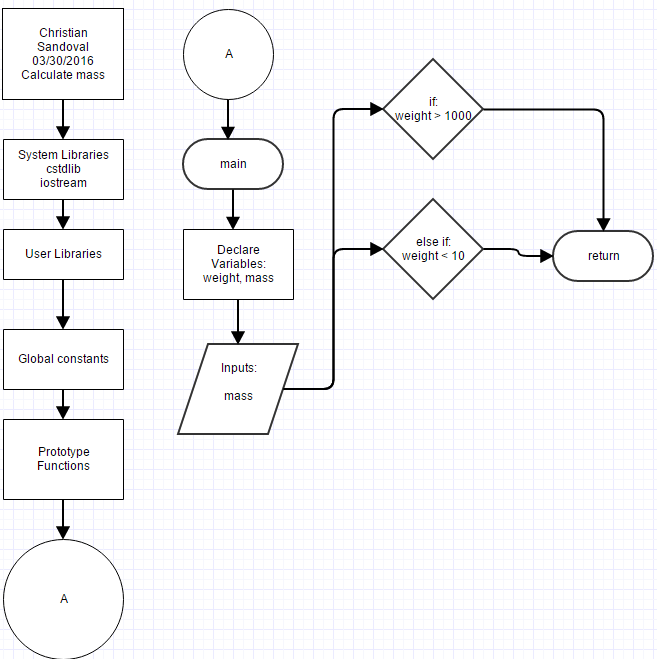 Christian
Sandoval
03/30/2016
Calculate mass
System Libraries
cstdlib
iostream
User Libraries
Global constants
Prototype
Functions
A
A
main
Declare
Variables:
weight, mass
Inputs:
mass
if:
weight > 1000
else if:
weight < 10
return